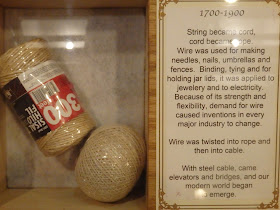 1700-1900
String became cord,
cord became rope.
Wire was used for making
needles, nails, umbrellas and
fences. Binding, tying and for
holding jar lids, it was applied to
jewelery and to electricity.
Because of its strength and
flexibility, demand for wire
caused inventions in every
major industry to change.
Wire was twisted into rope and
then into cable.
With steel cable, came
elevators and bridges, and our
modern world began
to emerge.
300
SISAL